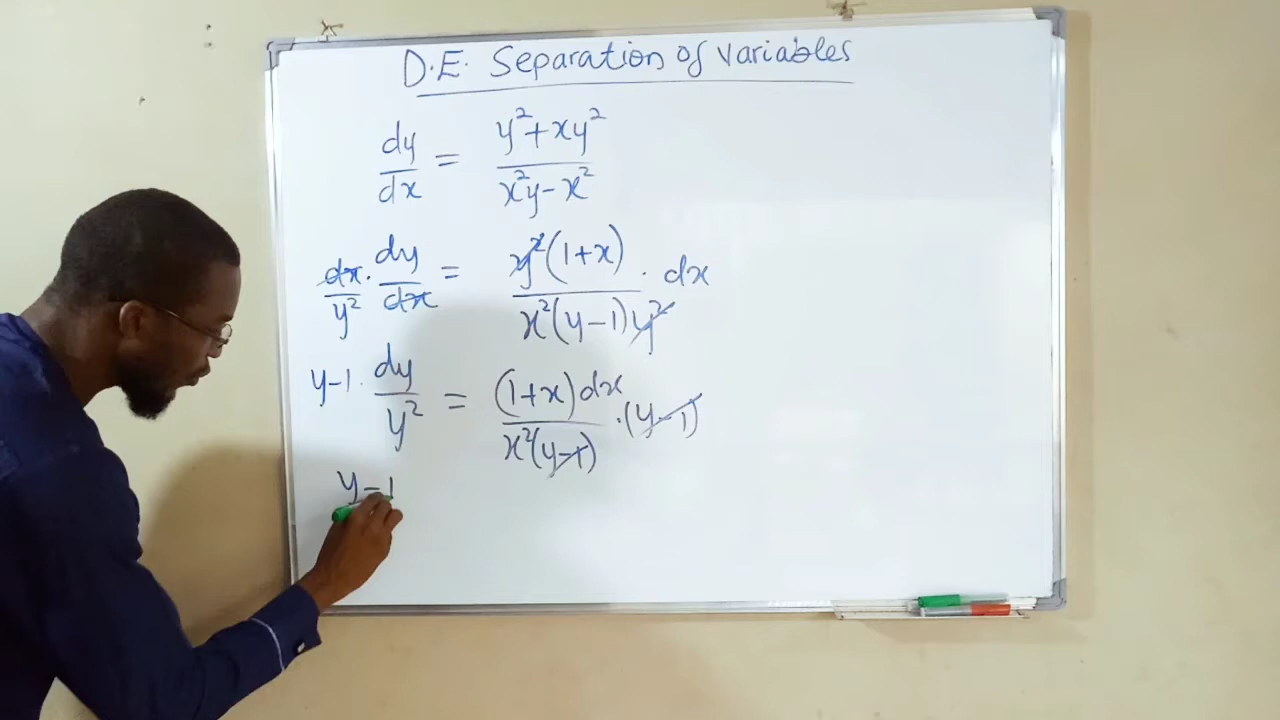 D.E. Separation of Variables
dy/dx = (y²+xy²)/(x²y-x²)
dx/y² · dy/dx = y²(1+x)/(x²(y-1)y²) · dx
y-1 · dy/y² = (1+x)dx/(x²(y-1)) · (y-1)
y-1